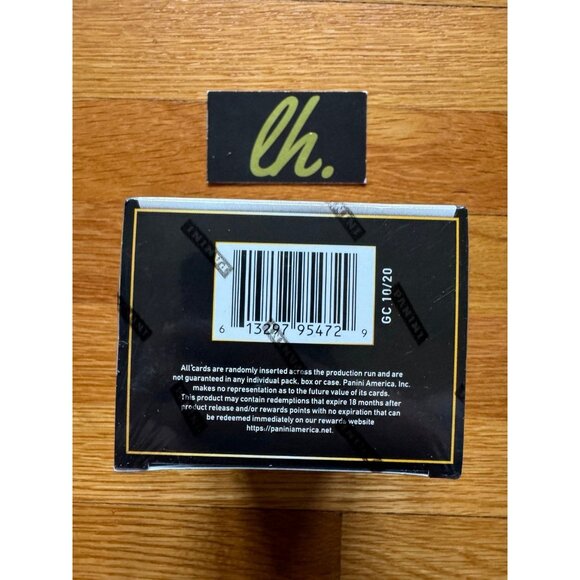 lh.
PANINI
PANINI
PANINI
6 13297 95472 9
GC 10/20
All cards are randomly inserted across the production run and are
not guaranteed in any individual pack, box or case. Panini America, Inc.
makes no representation as to the future value of its cards.
This product may contain redemptions that expire 18 months after
product release and/or rewards points with no expiration that can
be redeemed immediately on our rewards website
https://paniniamerica.net.